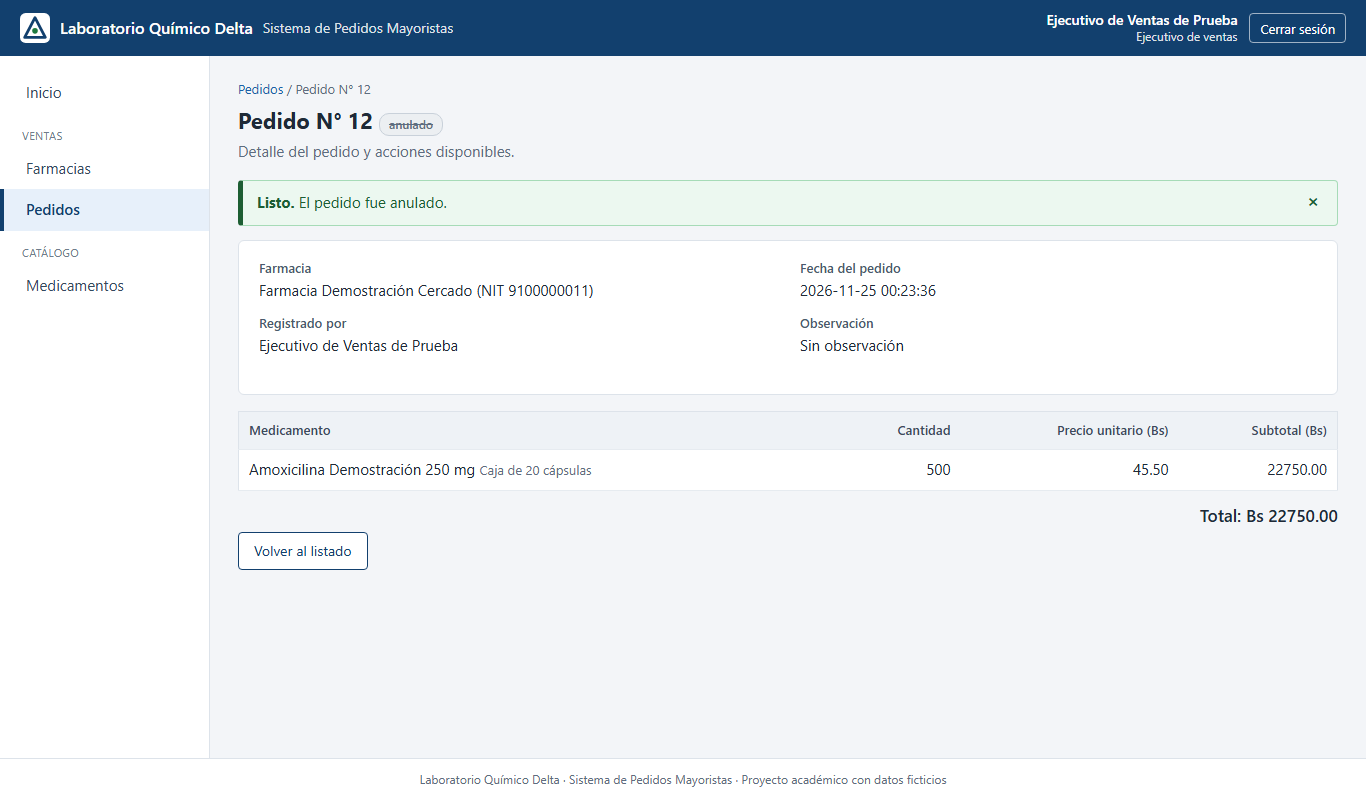 Laboratorio Químico Delta Sistema de Pedidos Mayoristas
Ejecutivo de Ventas de Prueba
Ejecutivo de ventas
Cerrar sesión
Inicio
VENTAS
Farmacias
Pedidos
CATÁLOGO
Medicamentos
Pedidos / Pedido N° 12
Pedido N° 12 anulado
Detalle del pedido y acciones disponibles.
Listo. El pedido fue anulado. ×
Farmacia
Farmacia Demostración Cercado (NIT 9100000011)
Fecha del pedido
2026-11-25 00:23:36
Registrado por
Ejecutivo de Ventas de Prueba
Observación
Sin observación
Medicamento Cantidad Precio unitario (Bs) Subtotal (Bs)
Amoxicilina Demostración 250 mg Caja de 20 cápsulas 500 45.50 22750.00
Total: Bs 22750.00
Volver al listado
Laboratorio Químico Delta · Sistema de Pedidos Mayoristas · Proyecto académico con datos ficticios